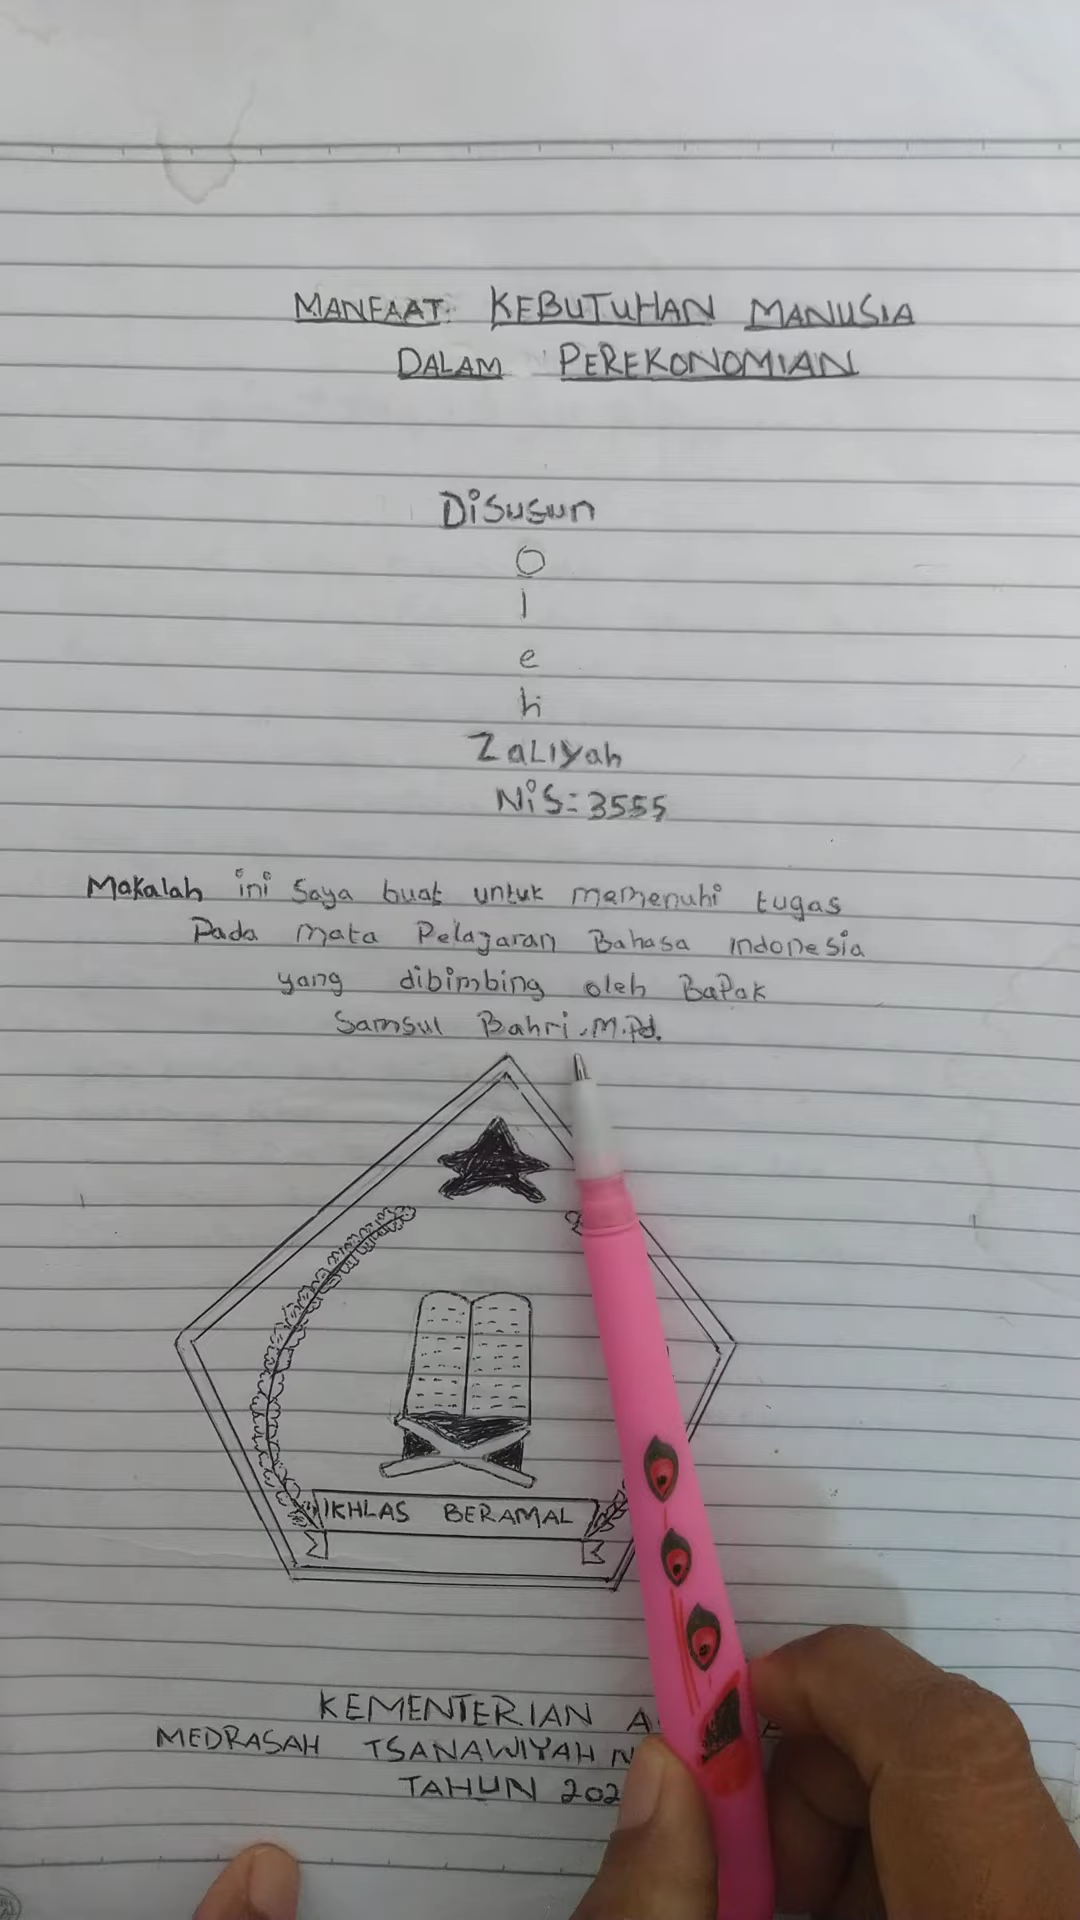 MANFAAT KEBUTUHAN MANUSIA
DALAM PEREKONOMIAN
Disusun
O
l
e
h
ZaLiyah
NiS = 3555
Makalah ini saya buat untuk memenuhi tugas
Pada mata Pelajaran Bahasa indonesia
yang dibimbing oleh BaPak
Samsul Bahri.M.Pd.
IKHLAS BERAMAL
KEMENTERIAN
MEDRASAH TSANAWIYAH
TAHUN